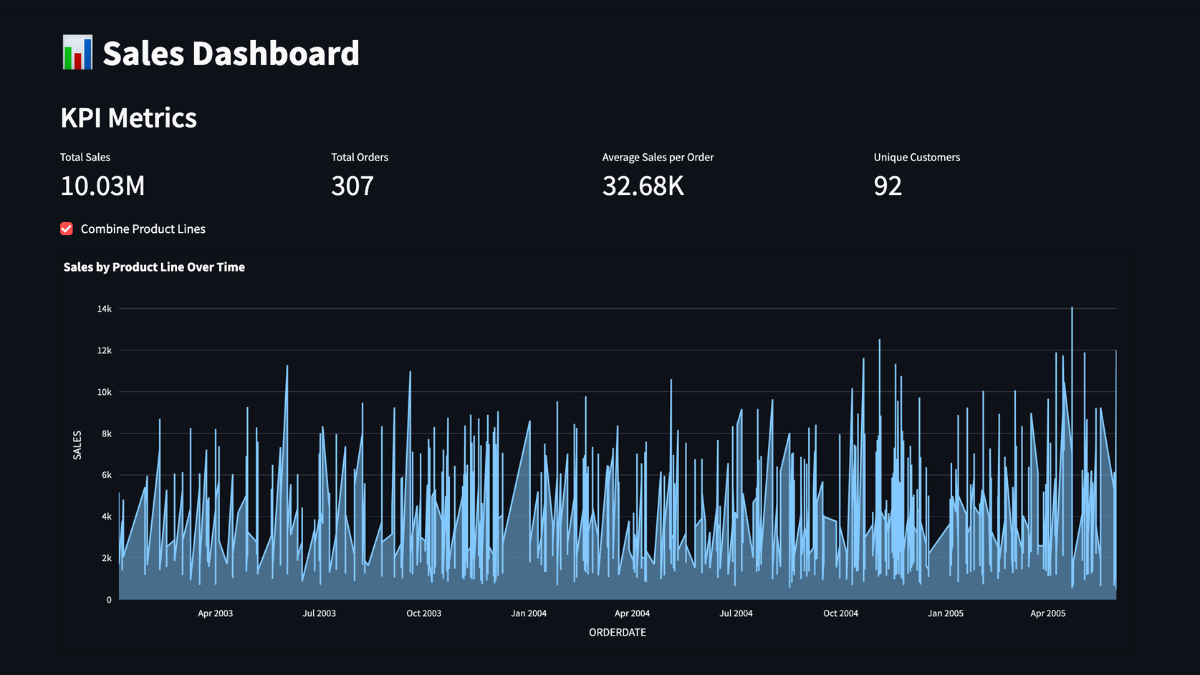 Sales Dashboard
KPI Metrics
Total Sales
10.03M
Total Orders
307
Average Sales per Order
32.68K
Unique Customers
92
Combine Product Lines
Sales by Product Line Over Time
14k
12k
10k
8k
6k
4k
2k
0
SALES
Apr 2003
Jul 2003
Oct 2003
Jan 2004
Apr 2004
Jul 2004
Oct 2004
Jan 2005
Apr 2005
ORDERDATE